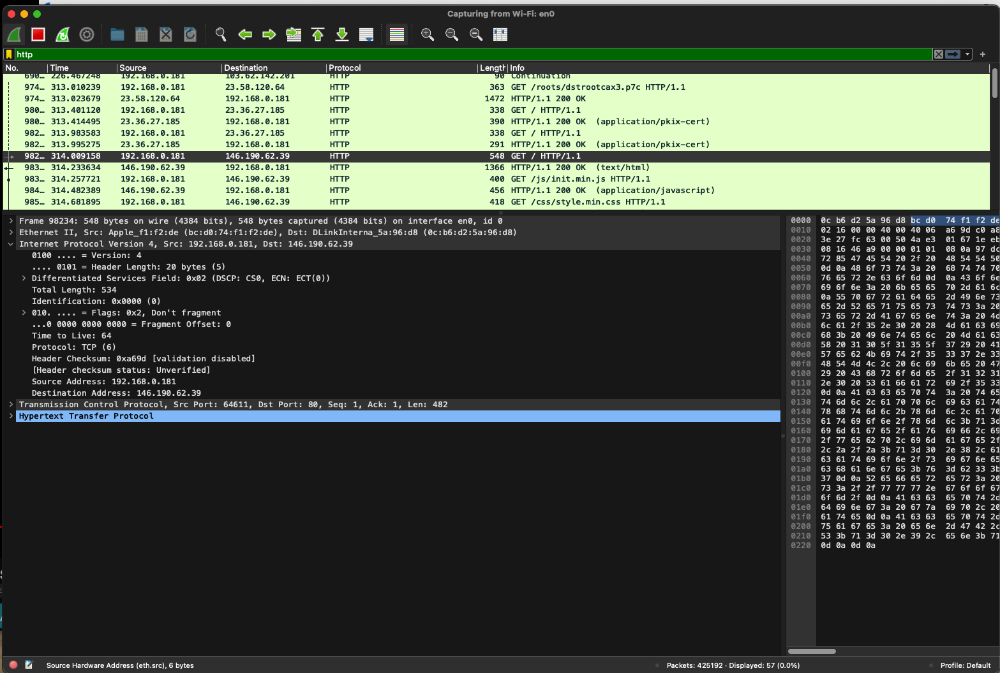 Capturing from Wi-Fi: en0
http
No. Time Source Destination Protocol Length Info
690… 226.467248 192.168.0.181 103.62.142.201 HTTP 90 Continuation
974… 313.010239 192.168.0.181 23.58.120.64 HTTP 363 GET /roots/dstrootcax3.p7c HTTP/1.1
974… 313.023679 23.58.120.64 192.168.0.181 HTTP 1472 HTTP/1.1 200 OK
980… 313.401120 192.168.0.181 23.36.27.185 HTTP 338 GET / HTTP/1.1
980… 313.414495 23.36.27.185 192.168.0.181 HTTP 390 HTTP/1.1 200 OK (application/pkix-cert)
982… 313.983583 192.168.0.181 23.36.27.185 HTTP 338 GET / HTTP/1.1
982… 313.995275 23.36.27.185 192.168.0.181 HTTP 291 HTTP/1.1 200 OK (application/pkix-cert)
982… 314.009158 192.168.0.181 146.190.62.39 HTTP 548 GET / HTTP/1.1
983… 314.233634 146.190.62.39 192.168.0.181 HTTP 1366 HTTP/1.1 200 OK (text/html)
983… 314.257721 192.168.0.181 146.190.62.39 HTTP 400 GET /js/init.min.js HTTP/1.1
984… 314.482389 146.190.62.39 192.168.0.181 HTTP 456 HTTP/1.1 200 OK (application/javascript)
985… 314.681895 192.168.0.181 146.190.62.39 HTTP 418 GET /css/style.min.css HTTP/1.1
Frame 98234: 548 bytes on wire (4384 bits), 548 bytes captured (4384 bits) on interface en0, id 0
Ethernet II, Src: Apple_f1:f2:de (bc:d0:74:f1:f2:de), Dst: DLinkInterna_5a:96:d8 (0c:b6:d2:5a:96:d8)
Internet Protocol Version 4, Src: 192.168.0.181, Dst: 146.190.62.39
0100 .... = Version: 4
.... 0101 = Header Length: 20 bytes (5)
Differentiated Services Field: 0x02 (DSCP: CS0, ECN: ECT(0))
Total Length: 534
Identification: 0x0000 (0)
010. .... = Flags: 0x2, Don't fragment
...0 0000 0000 0000 = Fragment Offset: 0
Time to Live: 64
Protocol: TCP (6)
Header Checksum: 0xa69d [validation disabled]
[Header checksum status: Unverified]
Source Address: 192.168.0.181
Destination Address: 146.190.62.39
Transmission Control Protocol, Src Port: 64611, Dst Port: 80, Seq: 1, Ack: 1, Len: 482
Hypertext Transfer Protocol
0000 0c b6 d2 5a 96 d8 bc d0 74 f1 f2 de
0010 02 16 00 00 40 00 40 06 a6 9d c0 a8
0020 3e 27 fc 63 00 50 4a e3 01 67 1e eb
0030 08 16 46 a9 00 00 01 01 08 0a 97 dc
0040 72 85 47 45 54 20 2f 20 48 54 54 50
0050 0d 0a 48 6f 73 74 3a 20 68 74 74 70
0060 76 65 72 2e 63 6f 6d 0d 0a 43 6f 6e
0070 69 6f 6e 3a 20 6b 65 65 70 2d 61 6c
0080 0a 55 70 67 72 61 64 65 2d 49 6e 73
0090 65 2d 52 65 71 75 65 73 74 73 3a 20
00a0 73 65 72 2d 41 67 65 6e 74 3a 20 4d
00b0 6c 61 2f 35 2e 30 20 28 4d 61 63 69
00c0 68 3b 20 49 6e 74 65 6c 20 4d 61 63
00d0 58 20 31 30 5f 31 35 5f 37 29 20 41
00e0 57 65 62 4b 69 74 2f 35 33 37 2e 33
00f0 48 54 4d 4c 2c 20 6c 69 6b 65 20 47
0100 29 20 43 68 72 6f 6d 65 2f 31 32 31
0110 2e 30 20 53 61 66 61 72 69 2f 35 33
0120 0d 0a 41 63 63 65 70 74 3a 20 74 65
0130 74 6d 6c 2c 61 70 70 6c 69 63 61 74
0140 78 68 74 6d 6c 2b 78 6d 6c 2c 61 70
0150 61 74 69 6f 6e 2f 78 6d 6c 3b 71 3d
0160 69 6d 61 67 65 2f 61 76 69 66 2c 69
0170 2f 77 65 62 70 2c 69 6d 61 67 65 2f
0180 2c 2a 2f 2a 3b 71 3d 30 2e 38 2c 61
0190 63 61 74 69 6f 6e 2f 73 69 67 6e 65
01a0 63 68 61 6e 67 65 3b 76 3d 62 33 3b
01b0 37 0d 0a 52 65 66 65 72 65 72 3a 20
01c0 73 3a 2f 2f 77 77 77 2e 67 6f 6f 67
01d0 6f 6d 2f 0d 0a 41 63 63 65 70 74 2d
01e0 64 69 6e 67 3a 20 67 7a 69 70 2c 20
01f0 61 74 65 0d 0a 41 63 63 65 70 74 2d
0200 75 61 67 65 3a 20 65 6e 2d 47 42 2c
0210 53 3b 71 3d 30 2e 39 2c 65 6e 3b 71
0220 0d 0a 0d 0a
Source Hardware Address (eth.src), 6 bytes
Packets: 425192 · Displayed: 57 (0.0%)
Profile: Default